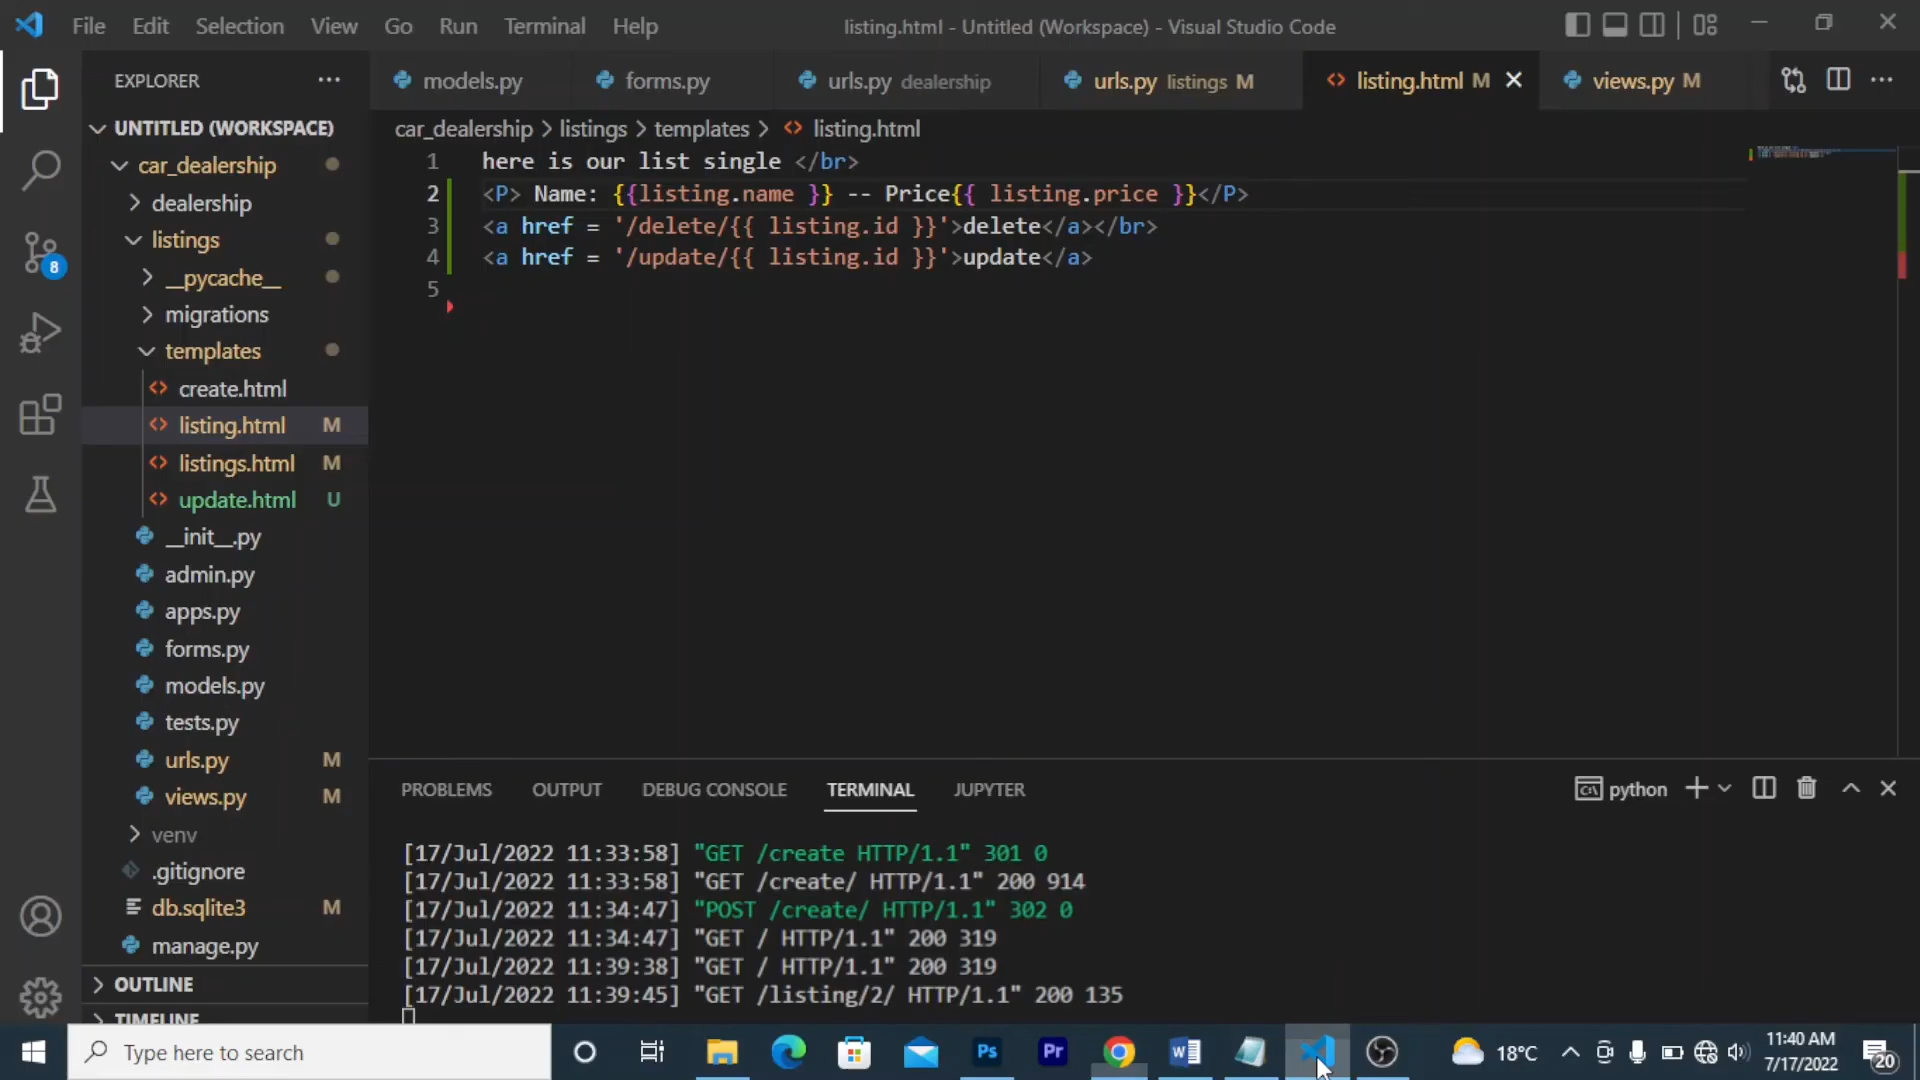 File Edit Selection View Go Run Terminal Help
listing.html - Untitled (Workspace) - Visual Studio Code
EXPLORER
models.py
forms.py
urls.py dealership
urls.py listings M
listing.html M
views.py M
UNTITLED (WORKSPACE)
car_dealership > listings > templates > <> listing.html
car_dealership
dealership
listings
__pycache__
migrations
templates
create.html
listing.html M
listings.html M
update.html U
__init__.py
admin.py
apps.py
forms.py
models.py
tests.py
urls.py M
views.py M
venv
.gitignore
db.sqlite3 M
manage.py
OUTLINE
TIMELINE
8
1 here is our list single </br>
2 <P> Name: {{listing.name }} -- Price{{ listing.price }}</P>
3 <a href = '/delete/{{ listing.id }}'>delete</a></br>
4 <a href = '/update/{{ listing.id }}'>update</a>
5
PROBLEMS OUTPUT DEBUG CONSOLE TERMINAL JUPYTER
python
[17/Jul/2022 11:33:58] "GET /create HTTP/1.1" 301 0
[17/Jul/2022 11:33:58] "GET /create/ HTTP/1.1" 200 914
[17/Jul/2022 11:34:47] "POST /create/ HTTP/1.1" 302 0
[17/Jul/2022 11:34:47] "GET / HTTP/1.1" 200 319
[17/Jul/2022 11:39:38] "GET / HTTP/1.1" 200 319
[17/Jul/2022 11:39:45] "GET /listing/2/ HTTP/1.1" 200 135
Type here to search
Ps
Pr
18°C
11:40 AM
7/17/2022
20